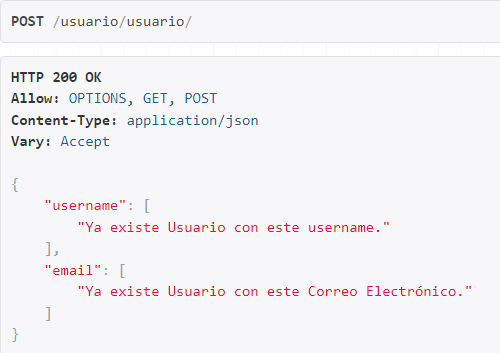 POST /usuario/usuario/
HTTP 200 OK
Allow: OPTIONS, GET, POST
Content-Type: application/json
Vary: Accept
{
"username": [
"Ya existe Usuario con este username."
],
"email": [
"Ya existe Usuario con este Correo Electrónico."
]
}